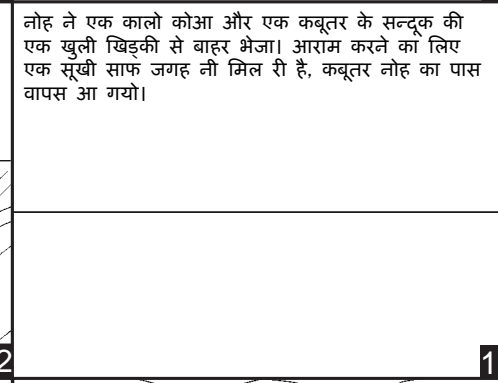 नोह ने एक कालो कोआ और एक कबूतर के सन्दूक की
एक खुली खिड़की से बाहर भेजा। आराम करने का लिए
एक सूखी साफ जगह नी मिल री है, कबूतर नोह का पास
वापस आ गयो।
2
1